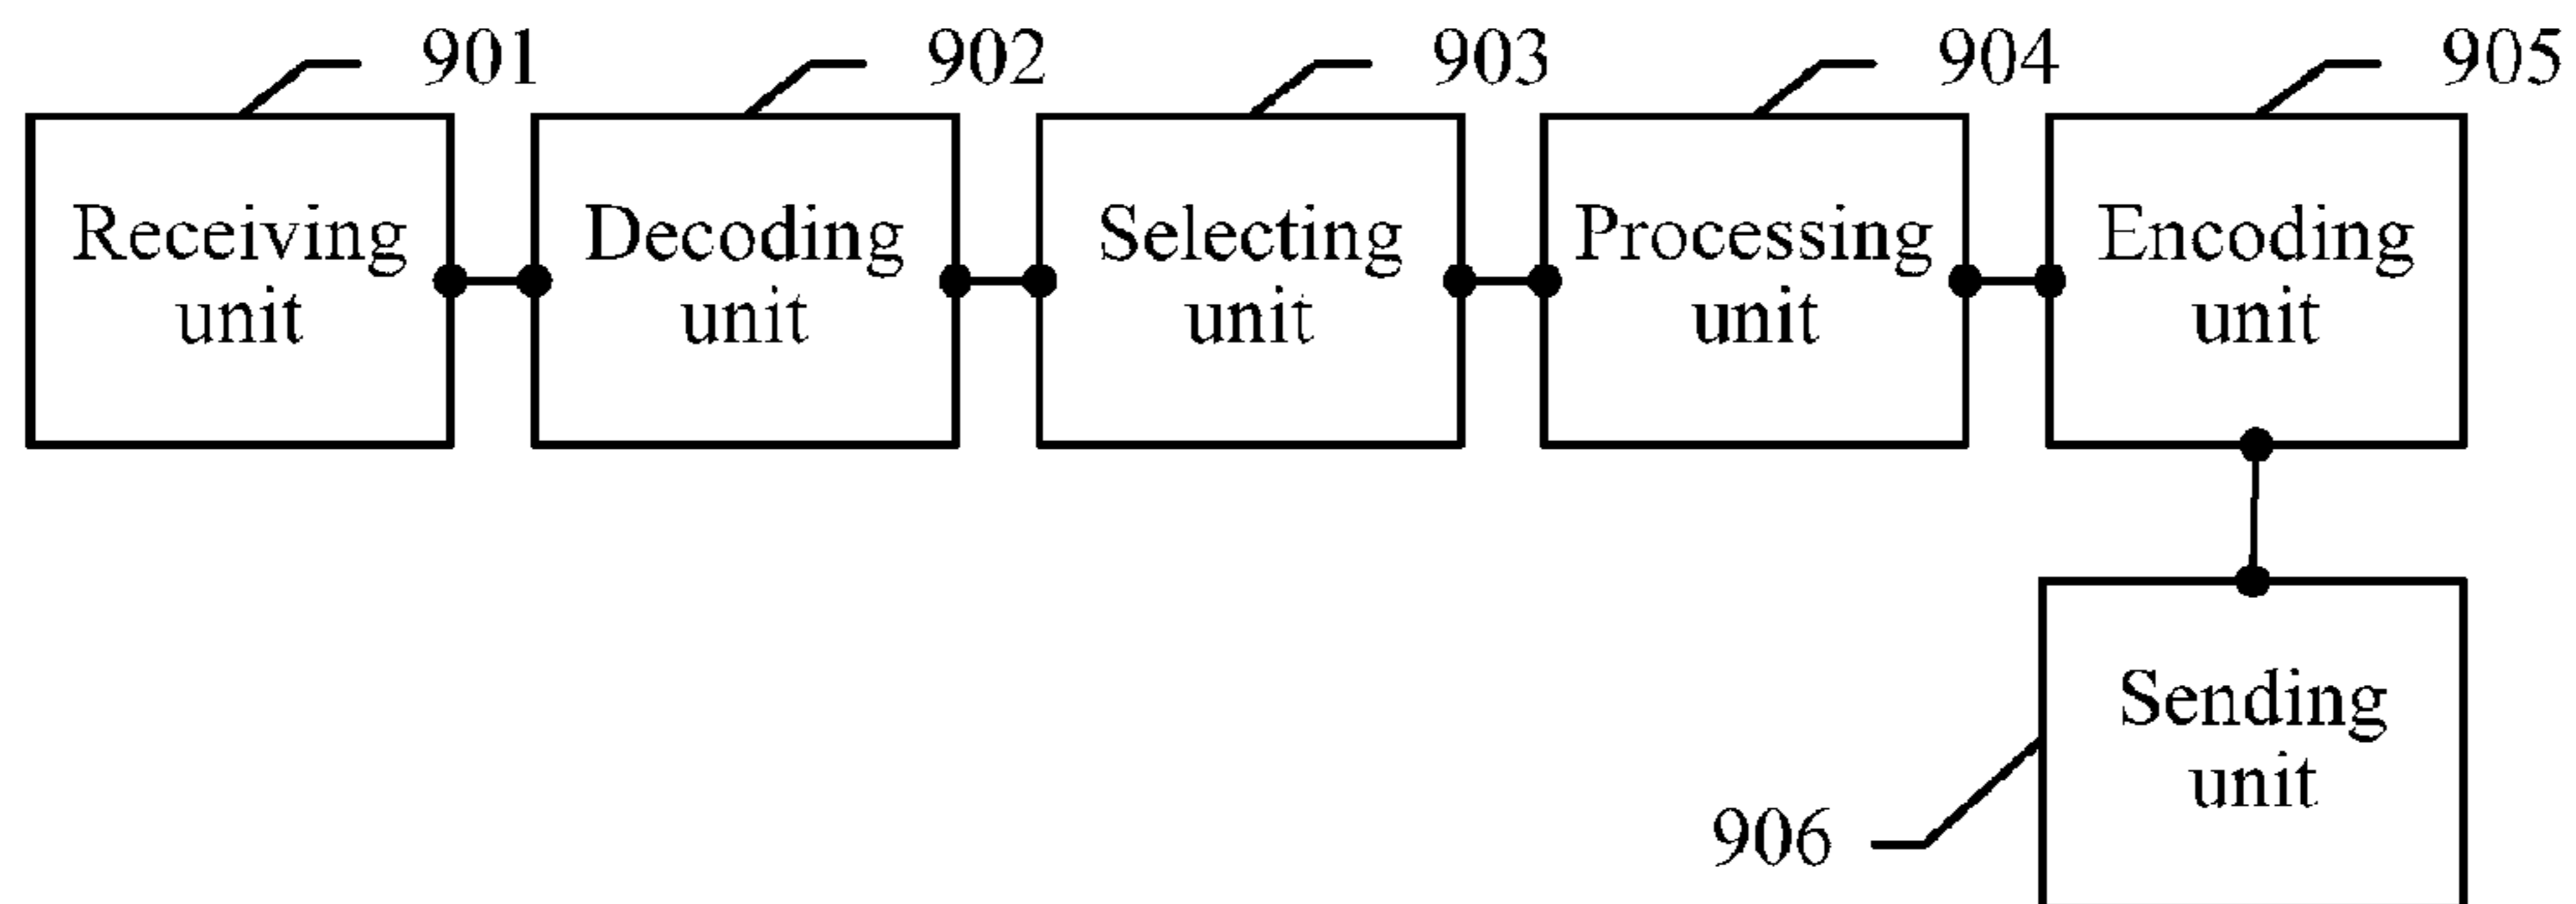 901
902
903
904
905
Receiving
unit
Decoding
unit
Selecting
unit
Processing
unit
Encoding
unit
Sending
unit
906